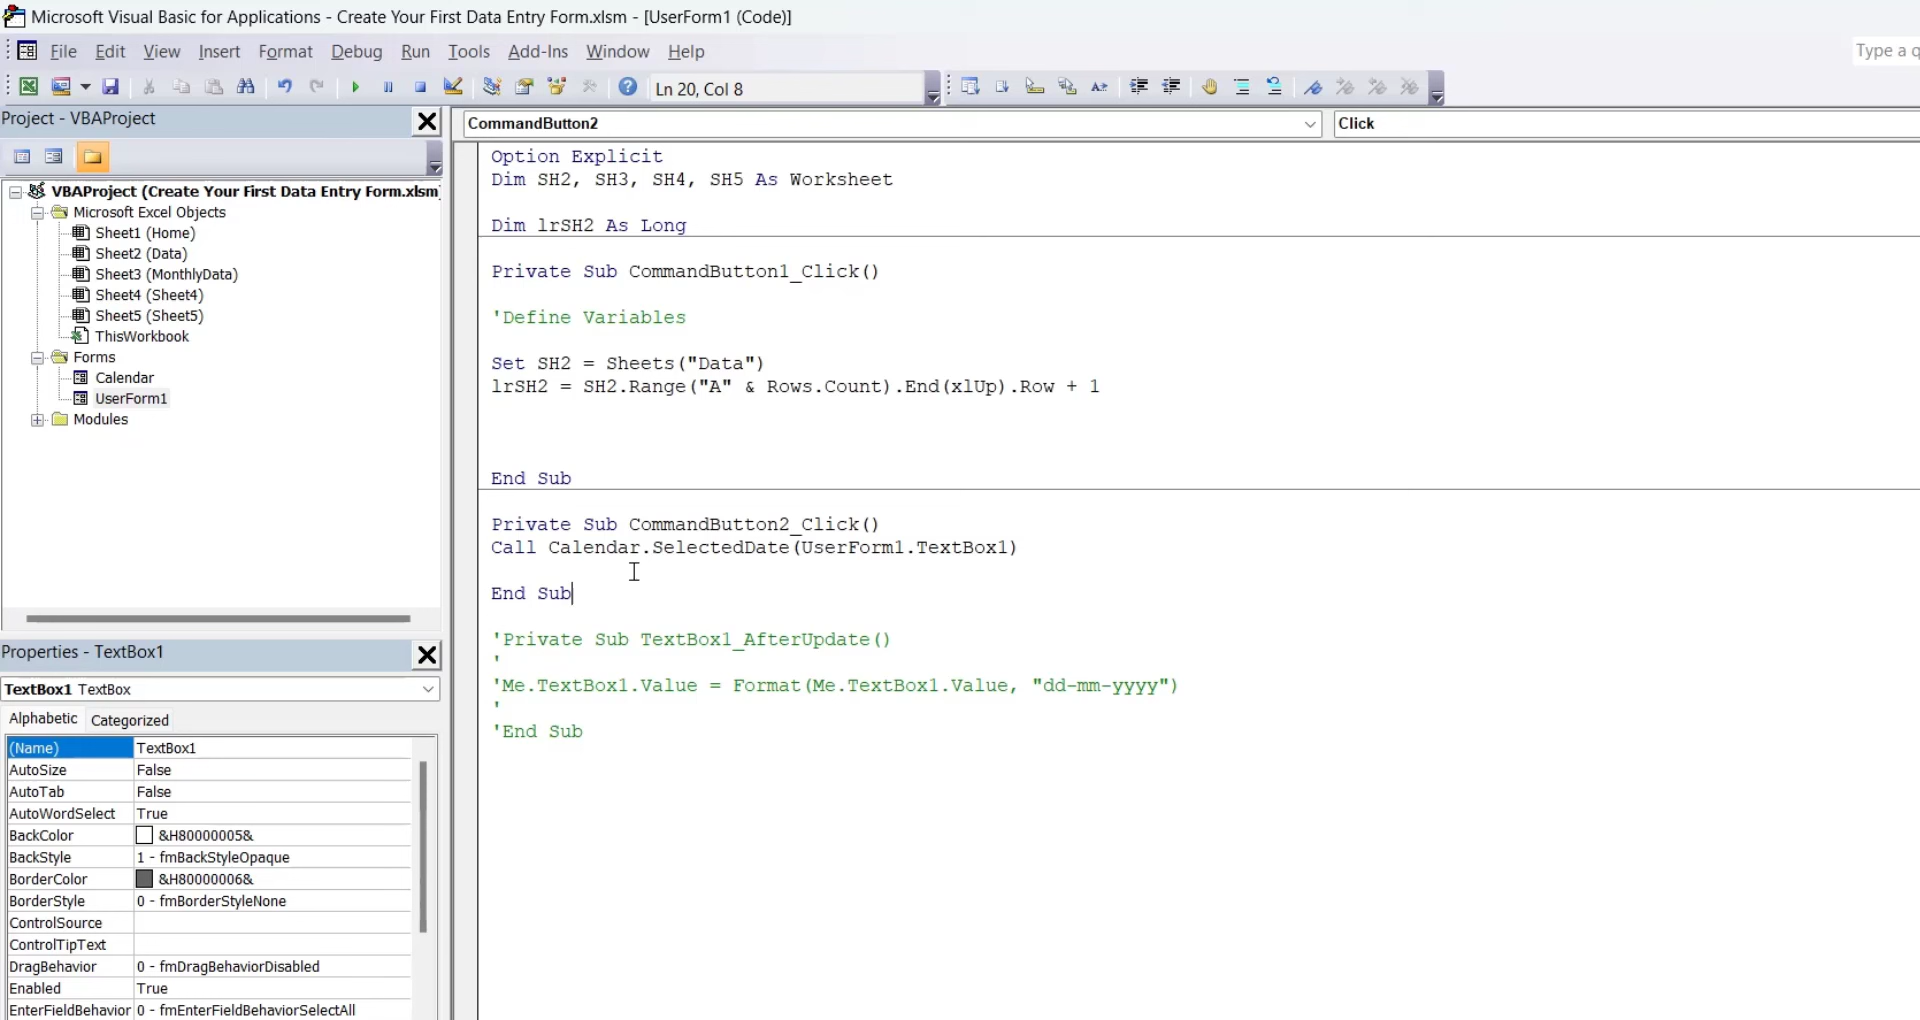 Microsoft Visual Basic for Applications - Create Your First Data Entry Form.xlsm - [UserForm1 (Code)]
File Edit View Insert Format Debug Run Tools Add-Ins Window Help
Type a q
Ln 20, Col 8
Project - VBAProject
VBAProject (Create Your First Data Entry Form.xlsm)
Microsoft Excel Objects
Sheet1 (Home)
Sheet2 (Data)
Sheet3 (MonthlyData)
Sheet4 (Sheet4)
Sheet5 (Sheet5)
ThisWorkbook
Forms
Calendar
UserForm1
Modules
Properties - TextBox1
TextBox1 TextBox
Alphabetic Categorized
(Name) TextBox1
AutoSize False
AutoTab False
AutoWordSelect True
BackColor &H80000005&
BackStyle 1 - fmBackStyleOpaque
BorderColor &H80000006&
BorderStyle 0 - fmBorderStyleNone
ControlSource
ControlTipText
DragBehavior 0 - fmDragBehaviorDisabled
Enabled True
EnterFieldBehavior 0 - fmEnterFieldBehaviorSelectAll
CommandButton2 Click
Option Explicit
Dim SH2, SH3, SH4, SH5 As Worksheet
Dim lrSH2 As Long
Private Sub CommandButton1_Click()
'Define Variables
Set SH2 = Sheets("Data")
lrSH2 = SH2.Range("A" & Rows.Count).End(xlUp).Row + 1
End Sub
Private Sub CommandButton2_Click()
Call Calendar.SelectedDate(UserForm1.TextBox1)
End Sub
'Private Sub TextBox1_AfterUpdate()
'
'Me.TextBox1.Value = Format(Me.TextBox1.Value, "dd-mm-yyyy")
'
'End Sub